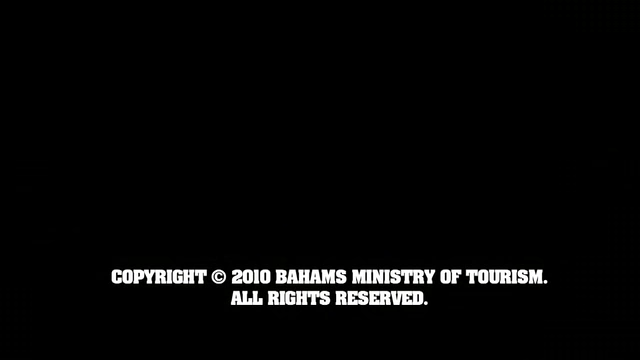 COPYRIGHT © 2010 BAHAMS MINISTRY OF TOURISM.
ALL RIGHTS RESERVED.